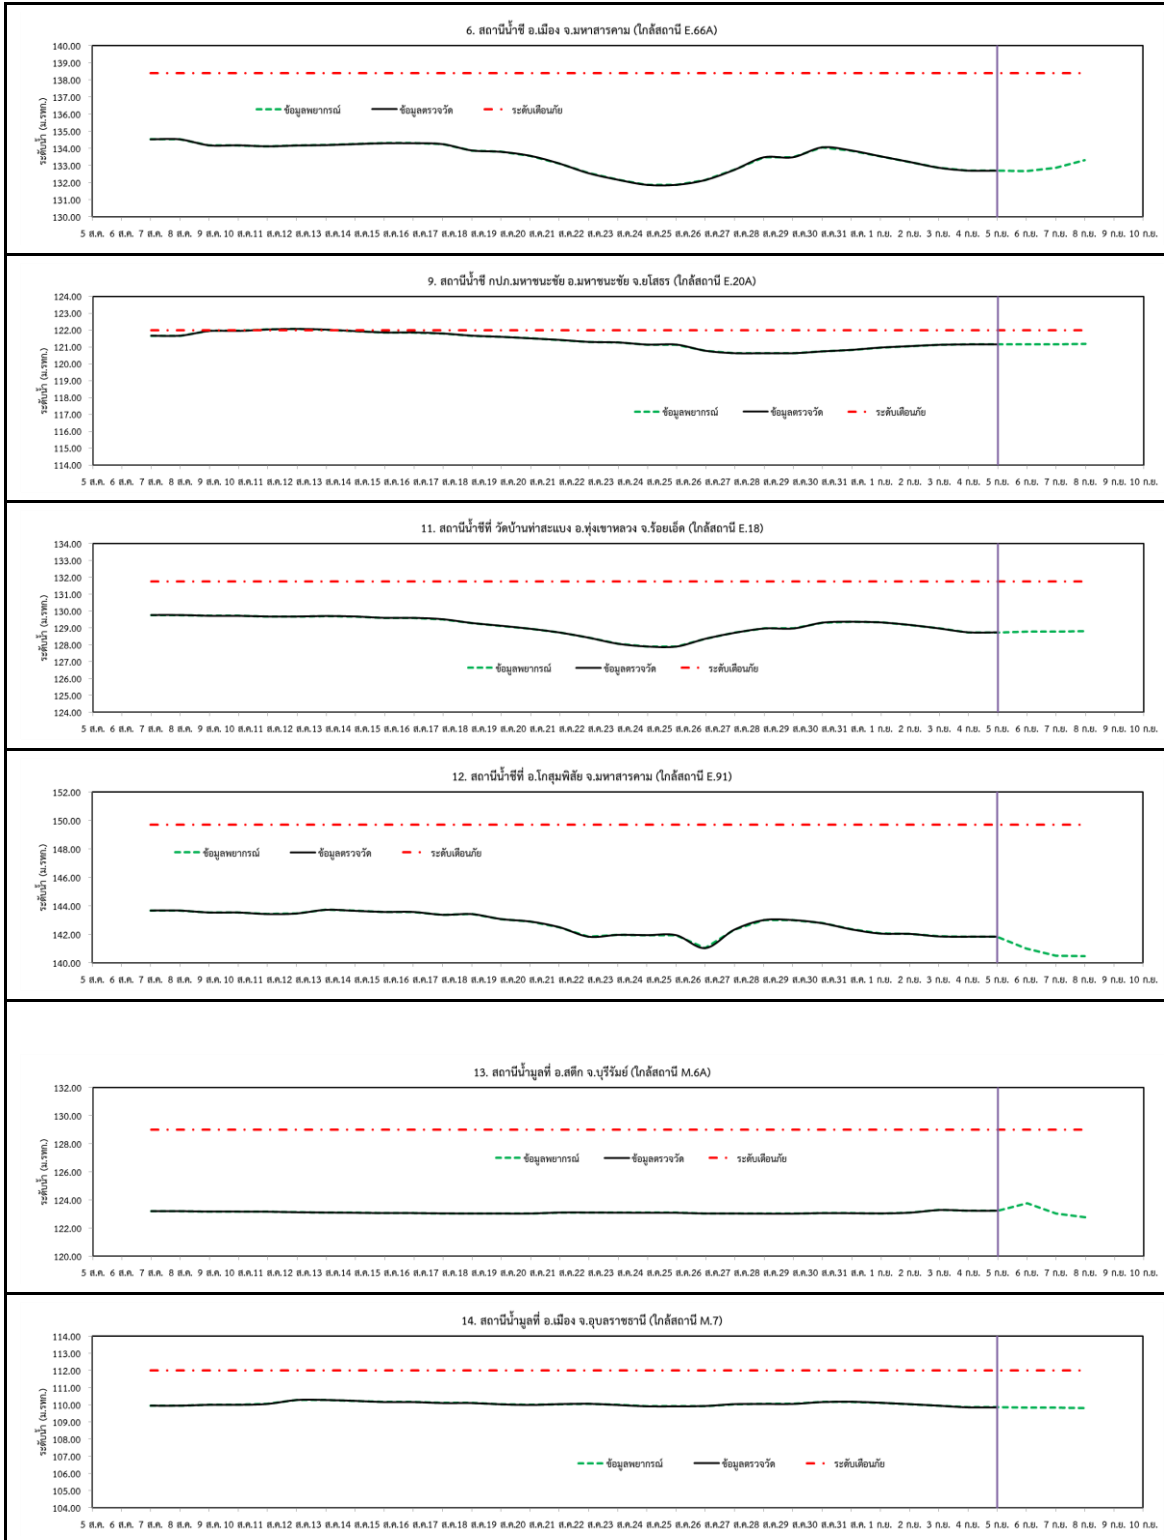 6. สถานีน้ำชี อ.เมือง จ.มหาสารคาม (ใกล้สถานี E.66A)
140.00
139.00
138.00
137.00
136.00
135.00
134.00
133.00
132.00
131.00
130.00
ระดับน้ำ (ม.รทก.)
ข้อมูลพยากรณ์ ข้อมูลตรวจวัด ระดับเตือนภัย
5 ส.ค. 6 ส.ค. 7 ส.ค. 8 ส.ค. 9 ส.ค. 10 ส.ค. 11 ส.ค. 12 ส.ค. 13 ส.ค. 14 ส.ค. 15 ส.ค. 16 ส.ค. 17 ส.ค. 18 ส.ค. 19 ส.ค. 20 ส.ค. 21 ส.ค. 22 ส.ค. 23 ส.ค. 24 ส.ค. 25 ส.ค. 26 ส.ค. 27 ส.ค. 28 ส.ค. 29 ส.ค. 30 ส.ค. 31 ส.ค. 1 ก.ย. 2 ก.ย. 3 ก.ย. 4 ก.ย. 5 ก.ย. 6 ก.ย. 7 ก.ย. 8 ก.ย. 9 ก.ย. 10 ก.ย.
9. สถานีน้ำชี กปภ.มหาชนะชัย อ.มหาชนะชัย จ.ยโสธร (ใกล้สถานี E.20A)
124.00
123.00
122.00
121.00
120.00
119.00
118.00
117.00
116.00
115.00
114.00
ระดับน้ำ (ม.รทก.)
ข้อมูลพยากรณ์ ข้อมูลตรวจวัด ระดับเตือนภัย
5 ส.ค. 6 ส.ค. 7 ส.ค. 8 ส.ค. 9 ส.ค. 10 ส.ค. 11 ส.ค. 12 ส.ค. 13 ส.ค. 14 ส.ค. 15 ส.ค. 16 ส.ค. 17 ส.ค. 18 ส.ค. 19 ส.ค. 20 ส.ค. 21 ส.ค. 22 ส.ค. 23 ส.ค. 24 ส.ค. 25 ส.ค. 26 ส.ค. 27 ส.ค. 28 ส.ค. 29 ส.ค. 30 ส.ค. 31 ส.ค. 1 ก.ย. 2 ก.ย. 3 ก.ย. 4 ก.ย. 5 ก.ย. 6 ก.ย. 7 ก.ย. 8 ก.ย. 9 ก.ย. 10 ก.ย.
11. สถานีน้ำชีที่ วัดบ้านท่าสะแบง อ.ทุ่งเขาหลวง จ.ร้อยเอ็ด (ใกล้สถานี E.18)
134.00
133.00
132.00
131.00
130.00
129.00
128.00
127.00
126.00
125.00
124.00
ระดับน้ำ (ม.รทก.)
ข้อมูลพยากรณ์ ข้อมูลตรวจวัด ระดับเตือนภัย
5 ส.ค. 6 ส.ค. 7 ส.ค. 8 ส.ค. 9 ส.ค. 10 ส.ค. 11 ส.ค. 12 ส.ค. 13 ส.ค. 14 ส.ค. 15 ส.ค. 16 ส.ค. 17 ส.ค. 18 ส.ค. 19 ส.ค. 20 ส.ค. 21 ส.ค. 22 ส.ค. 23 ส.ค. 24 ส.ค. 25 ส.ค. 26 ส.ค. 27 ส.ค. 28 ส.ค. 29 ส.ค. 30 ส.ค. 31 ส.ค. 1 ก.ย. 2 ก.ย. 3 ก.ย. 4 ก.ย. 5 ก.ย. 6 ก.ย. 7 ก.ย. 8 ก.ย. 9 ก.ย. 10 ก.ย.
12. สถานีน้ำชีที่ อ.โกสุมพิสัย จ.มหาสารคาม (ใกล้สถานี E.91)
152.00
150.00
148.00
146.00
144.00
142.00
140.00
ระดับน้ำ (ม.รทก.)
ข้อมูลพยากรณ์ ข้อมูลตรวจวัด ระดับเตือนภัย
5 ส.ค. 6 ส.ค. 7 ส.ค. 8 ส.ค. 9 ส.ค. 10 ส.ค. 11 ส.ค. 12 ส.ค. 13 ส.ค. 14 ส.ค. 15 ส.ค. 16 ส.ค. 17 ส.ค. 18 ส.ค. 19 ส.ค. 20 ส.ค. 21 ส.ค. 22 ส.ค. 23 ส.ค. 24 ส.ค. 25 ส.ค. 26 ส.ค. 27 ส.ค. 28 ส.ค. 29 ส.ค. 30 ส.ค. 31 ส.ค. 1 ก.ย. 2 ก.ย. 3 ก.ย. 4 ก.ย. 5 ก.ย. 6 ก.ย. 7 ก.ย. 8 ก.ย. 9 ก.ย. 10 ก.ย.
13. สถานีน้ำมูลที่ อ.สตึก จ.บุรีรัมย์ (ใกล้สถานี M.6A)
132.00
130.00
128.00
126.00
124.00
122.00
120.00
ระดับน้ำ (ม.รทก.)
ข้อมูลพยากรณ์ ข้อมูลตรวจวัด ระดับเตือนภัย
5 ส.ค. 6 ส.ค. 7 ส.ค. 8 ส.ค. 9 ส.ค. 10 ส.ค. 11 ส.ค. 12 ส.ค. 13 ส.ค. 14 ส.ค. 15 ส.ค. 16 ส.ค. 17 ส.ค. 18 ส.ค. 19 ส.ค. 20 ส.ค. 21 ส.ค. 22 ส.ค. 23 ส.ค. 24 ส.ค. 25 ส.ค. 26 ส.ค. 27 ส.ค. 28 ส.ค. 29 ส.ค. 30 ส.ค. 31 ส.ค. 1 ก.ย. 2 ก.ย. 3 ก.ย. 4 ก.ย. 5 ก.ย. 6 ก.ย. 7 ก.ย. 8 ก.ย. 9 ก.ย. 10 ก.ย.
14. สถานีน้ำมูลที่ อ.เมือง จ.อุบลราชธานี (ใกล้สถานี M.7)
114.00
113.00
112.00
111.00
110.00
109.00
108.00
107.00
106.00
105.00
104.00
ระดับน้ำ (ม.รทก.)
ข้อมูลพยากรณ์ ข้อมูลตรวจวัด ระดับเตือนภัย
5 ส.ค. 6 ส.ค. 7 ส.ค. 8 ส.ค. 9 ส.ค. 10 ส.ค. 11 ส.ค. 12 ส.ค. 13 ส.ค. 14 ส.ค. 15 ส.ค. 16 ส.ค. 17 ส.ค. 18 ส.ค. 19 ส.ค. 20 ส.ค. 21 ส.ค. 22 ส.ค. 23 ส.ค. 24 ส.ค. 25 ส.ค. 26 ส.ค. 27 ส.ค. 28 ส.ค. 29 ส.ค. 30 ส.ค. 31 ส.ค. 1 ก.ย. 2 ก.ย. 3 ก.ย. 4 ก.ย. 5 ก.ย. 6 ก.ย. 7 ก.ย. 8 ก.ย. 9 ก.ย. 10 ก.ย.